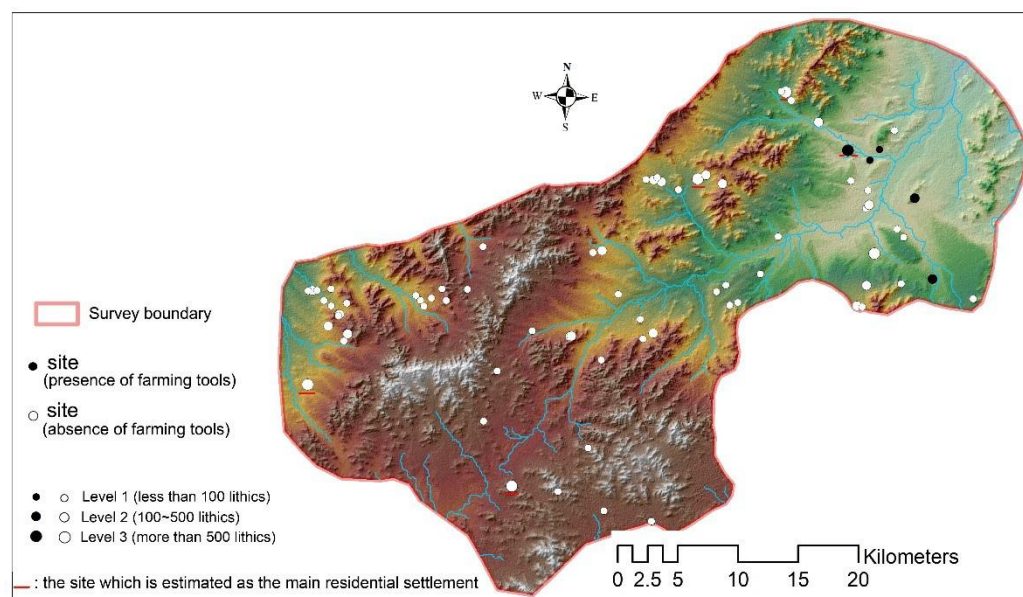 N
W E
S
Survey boundary
site
(presence of farming tools)
site
(absence of farming tools)
Level 1 (less than 100 lithics)
Level 2 (100~500 lithics)
Level 3 (more than 500 lithics)
: the site which is estimated as the main residential settlement
Kilometers
0 2.5 5 10 15 20